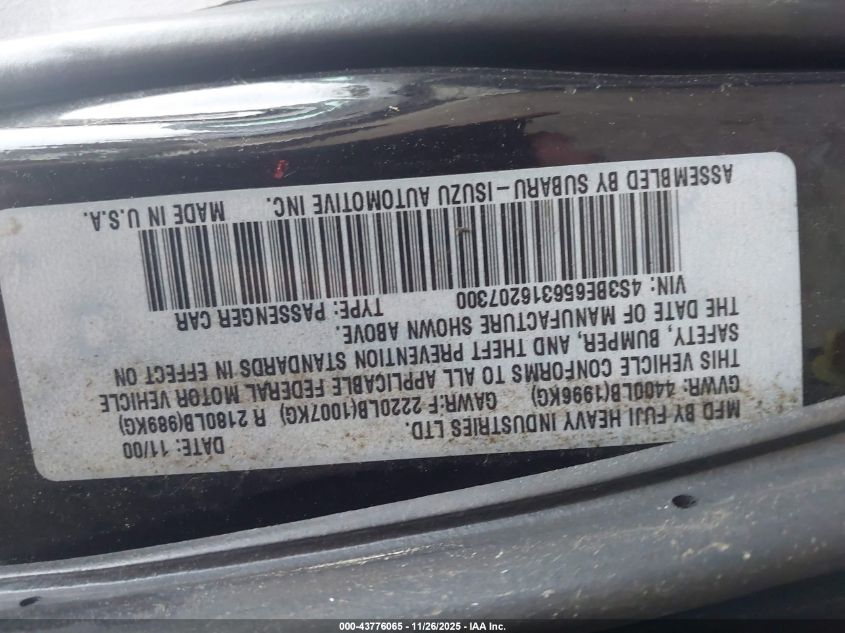 MFD BY FUJI HEAVY INDUSTRIES LTD. DATE: 11/00
GVWR: 4400LB(1996KG) GAWR:F 2220LB(1007KG) R 2180LB(989KG)
THIS VEHICLE CONFORMS TO ALL APPLICABLE FEDERAL MOTOR VEHICLE
SAFETY, BUMPER, AND THEFT PREVENTION STANDARDS IN EFFECT ON
THE DATE OF MANUFACTURE SHOWN ABOVE.
VIN: 4S3BE656316207300 TYPE: PASSENGER CAR
ASSEMBLED BY SUBARU-ISUZU AUTOMOTIVE INC. MADE IN U.S.A.
000-43776065 - 11/26/2025 - IAA Inc.